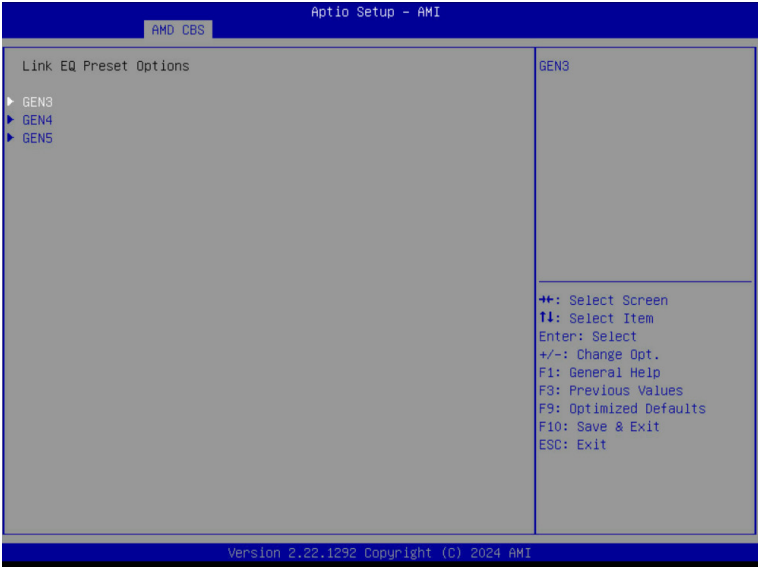 Aptio Setup – AMI
AMD CBS
Link EQ Preset Options
GEN3
GEN4
GEN5
GEN3
→←: Select Screen
↑↓: Select Item
Enter: Select
+/-: Change Opt.
F1: General Help
F3: Previous Values
F9: Optimized Defaults
F10: Save & Exit
ESC: Exit
Version 2.22.1292 Copyright (C) 2024 AMI